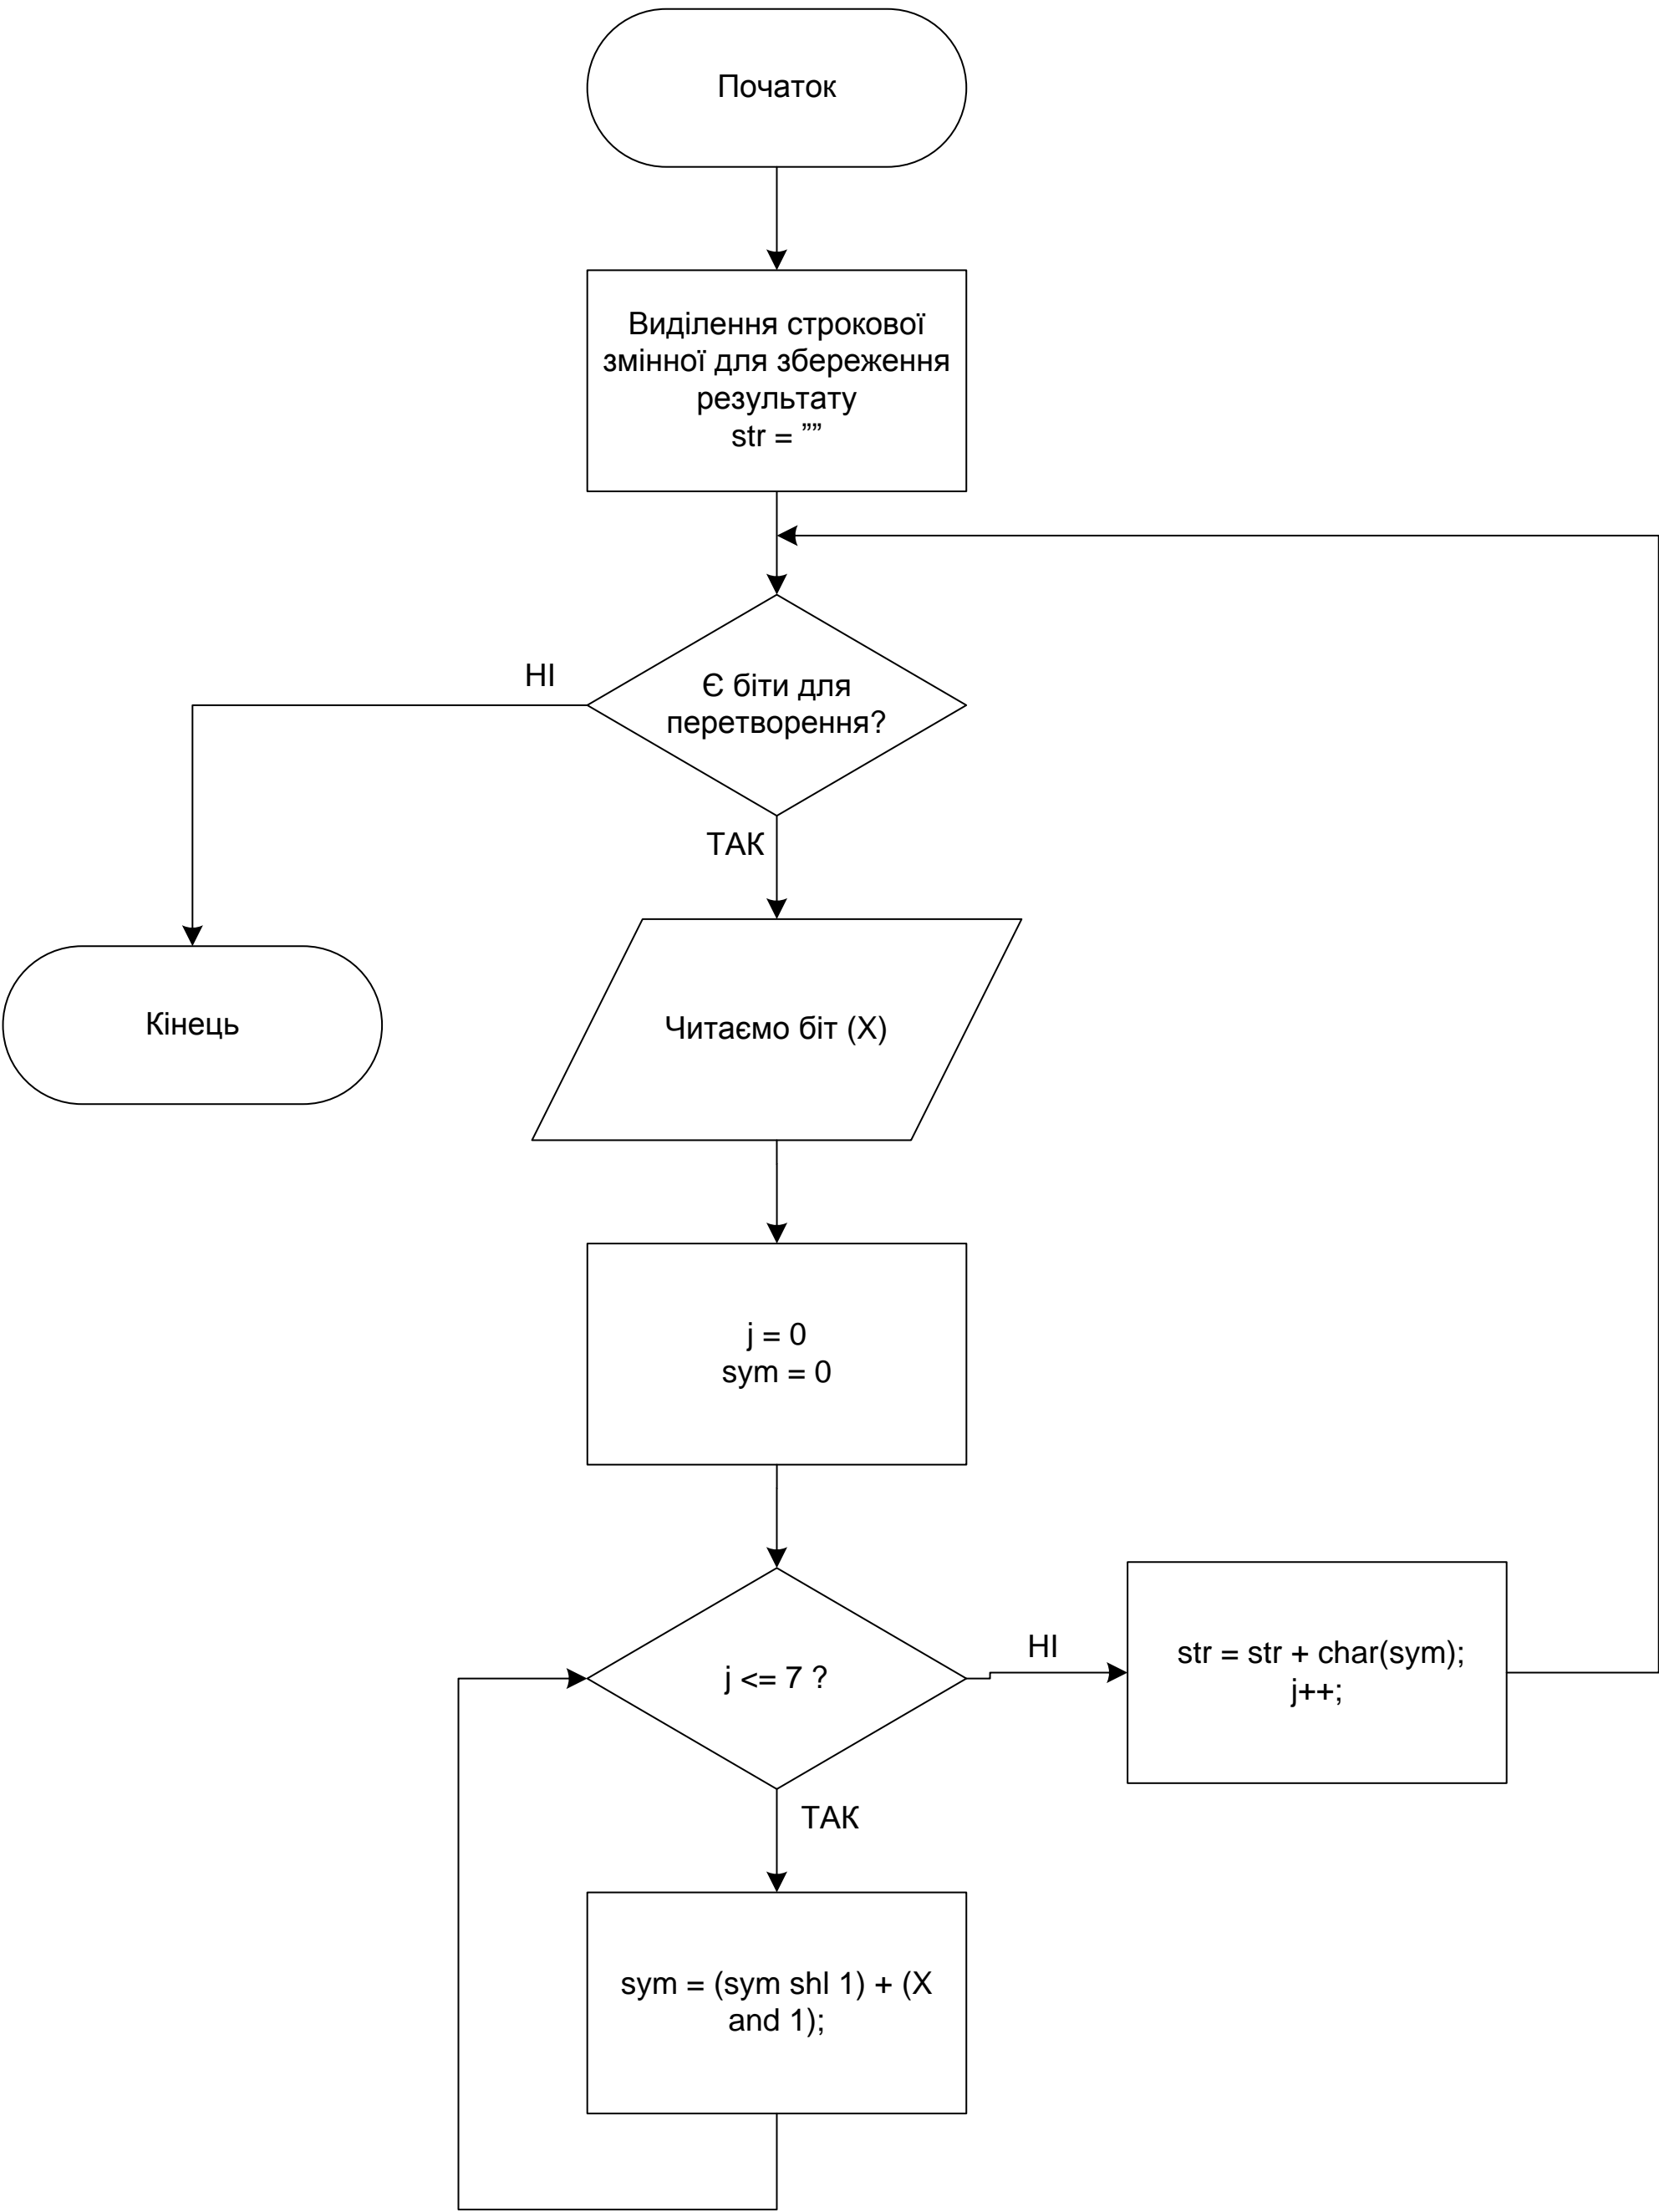 Початок
Виділення строкової
змінної для збереження
результату
str = ””
НІ
Є біти для
перетворення?
ТАК
Кінець
Читаємо біт (X)
j = 0
sym = 0
НІ
str = str + char(sym);
j++;
j <= 7 ?
ТАК
sym = (sym shl 1) + (X
and 1);